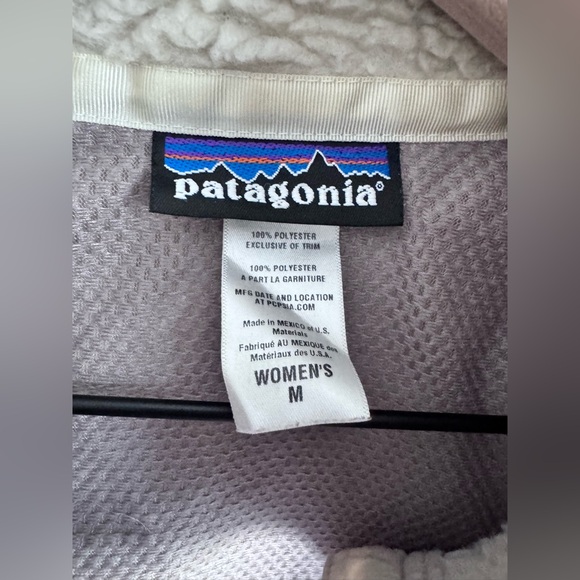 patagonia®
100% POLYESTER
EXCLUSIVE OF TRIM
100% POLYESTER
A PART LA GARNITURE
MFG DATE AND LOCATION
AT PCPSIA.COM
Made in MEXICO of U.S.
Materials
Fabriqué AU MEXIQUE des
Matériaux des U.S.A.
WOMEN'S
M